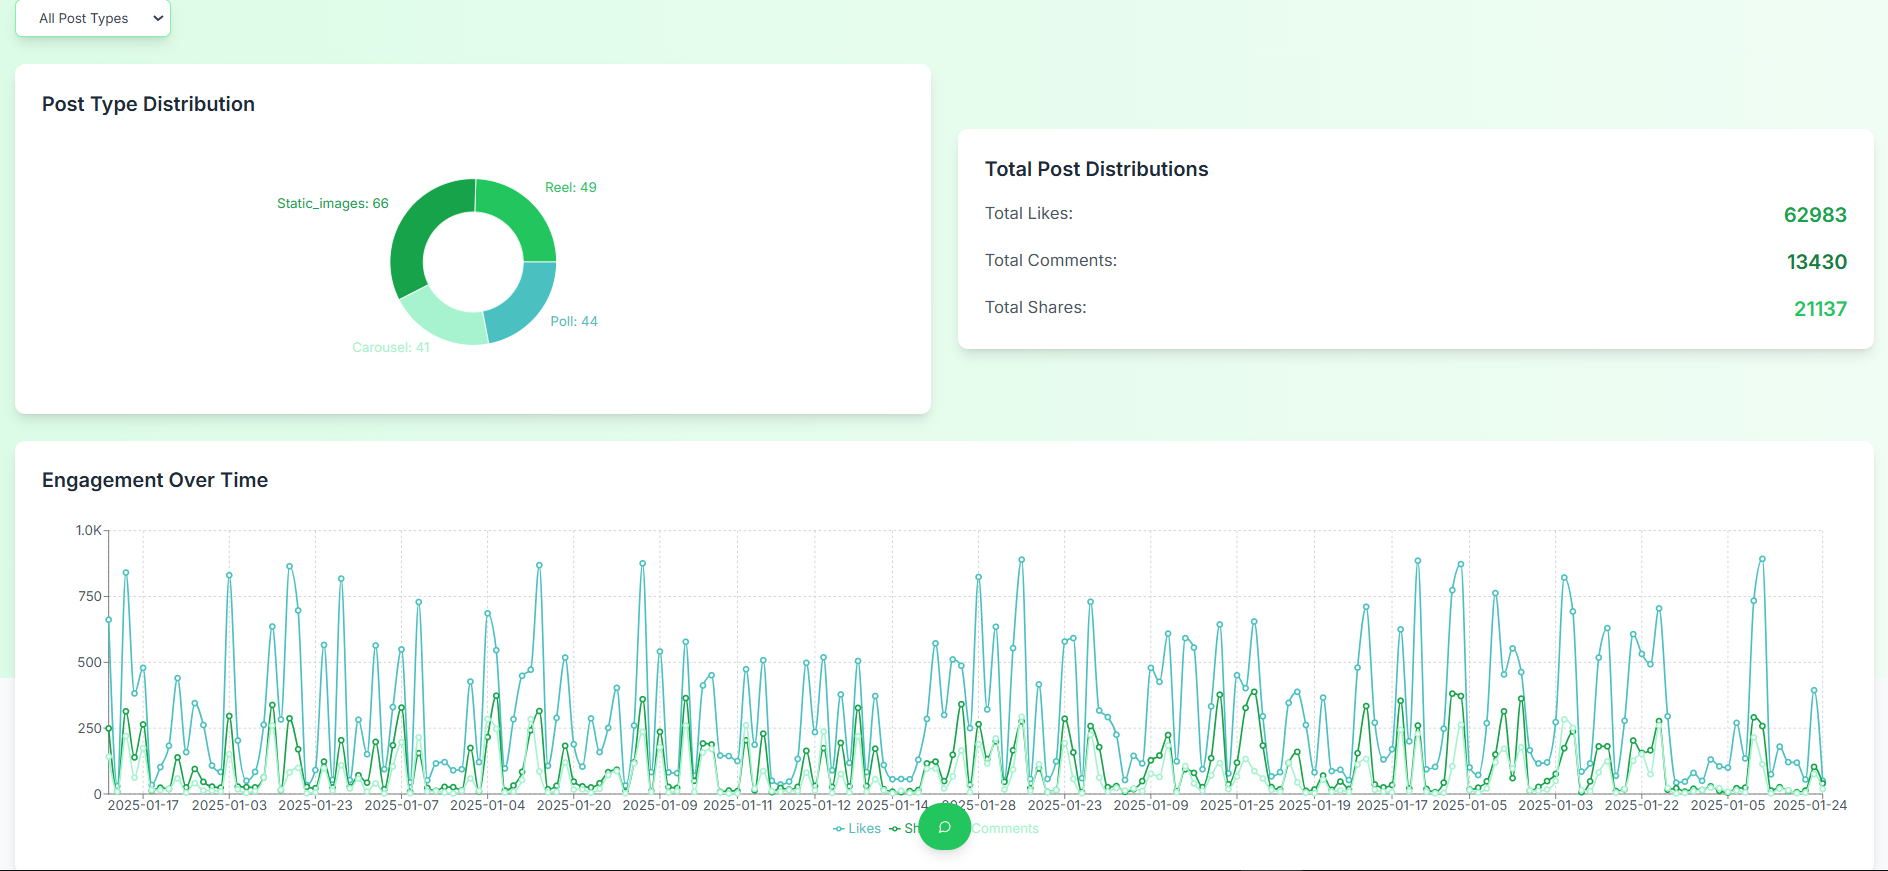 All Post Types
Post Type Distribution
Reel: 49
Static_images: 66
Poll: 44
Carousel: 41
Total Post Distributions
Total Likes: 62983
Total Comments: 13430
Total Shares: 21137
Engagement Over Time
1.0K
750
500
250
0
2025-01-17 2025-01-03 2025-01-23 2025-01-07 2025-01-04 2025-01-20 2025-01-09 2025-01-11 2025-01-12 2025-01-14 2025-01-28 2025-01-23 2025-01-09 2025-01-25 2025-01-19 2025-01-17 2025-01-05 2025-01-03 2025-01-22 2025-01-05 2025-01-24
Likes Sh Comments